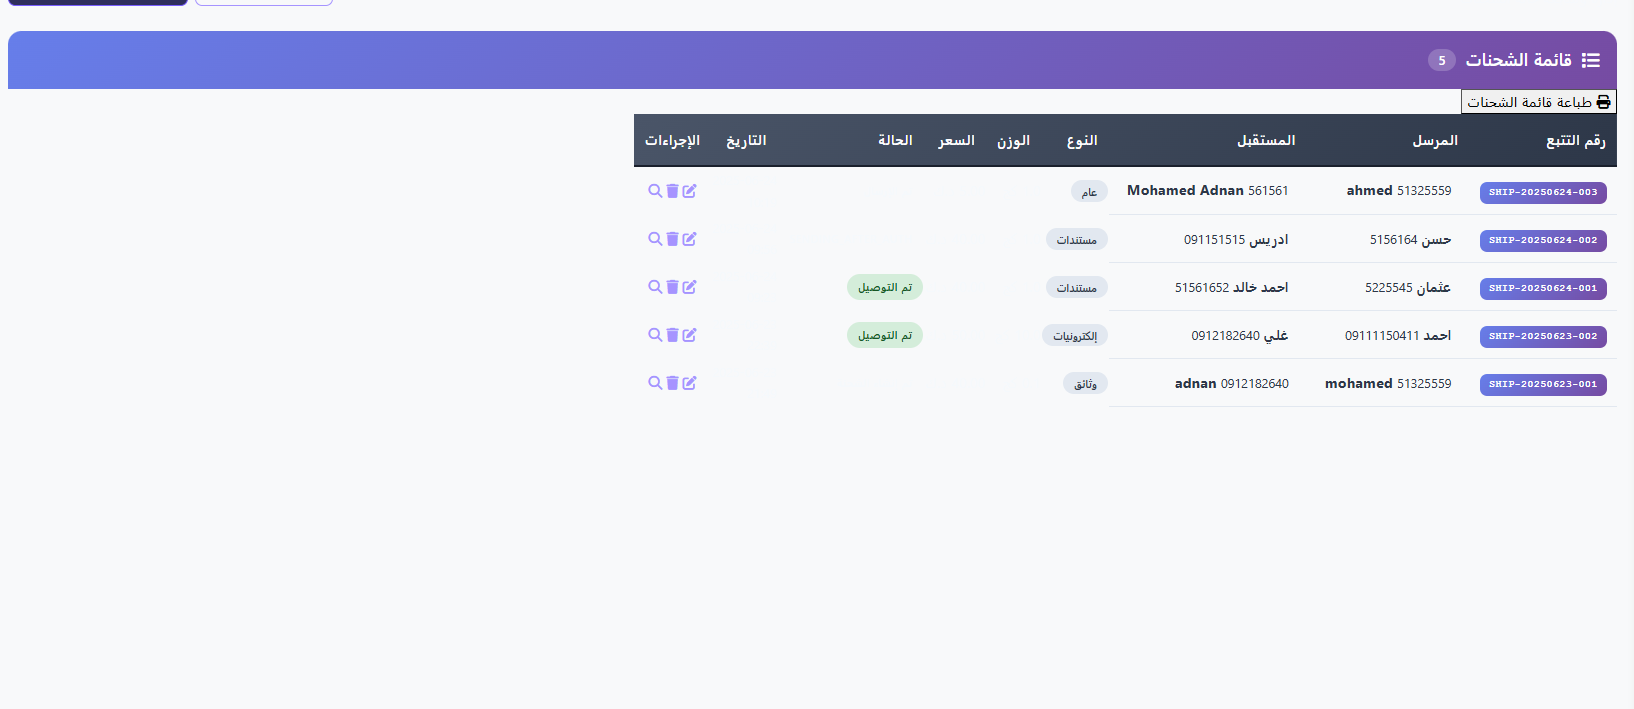 قائمة الشحنات 5
طباعة قائمة الشحنات
رقم التتبع المرسل المستقبل النوع الوزن السعر الحالة التاريخ الإجراءات
SHIP-20250624-003 ahmed 51325559 Mohamed Adnan 561561 عام
SHIP-20250624-002 حسن 5156164 ادريس 091151515 مستندات
SHIP-20250624-001 عثمان 5225545 احمد خالد 51561652 مستندات تم التوصيل
SHIP-20250623-002 احمد 09111150411 غلي 0912182640 إلكترونيات تم التوصيل
SHIP-20250623-001 mohamed 51325559 adnan 0912182640 وثائق